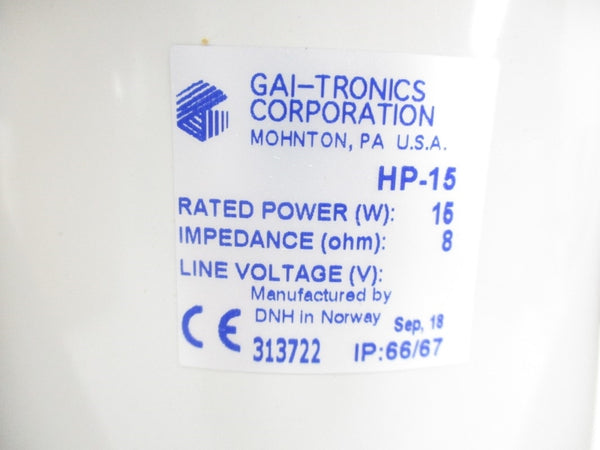 GAI-TRONICS
CORPORATION
MOHNTON, PA U.S.A.
HP-15
RATED POWER (W): 15
IMPEDANCE (ohm): 8
LINE VOLTAGE (V):
Manufactured by
DNH in Norway
Sep, 18
CE 313722 IP:66/67